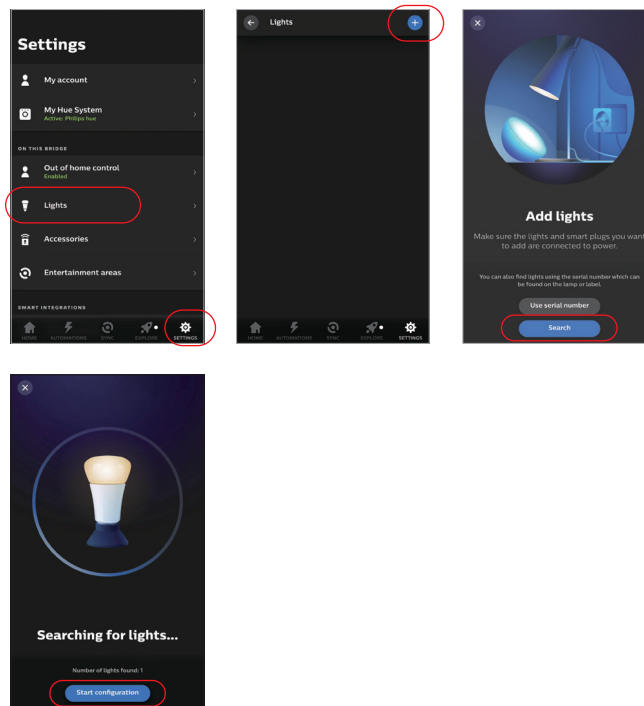 Settings
My account
My Hue System
Active: Philips hue
ON THIS BRIDGE
Out of home control
Enabled
Lights
Accessories
Entertainment areas
SMART INTEGRATIONS
HOME AUTOMATIONS SYNC EXPLORE SETTINGS
Lights
HOME AUTOMATIONS SYNC EXPLORE SETTINGS
Add lights
Make sure the lights and smart plugs you want
to add are connected to power.
You can also find lights using the serial number which can
be found on the lamp or label.
Use serial number
Search
Searching for lights...
Number of lights found: 1
Start configuration